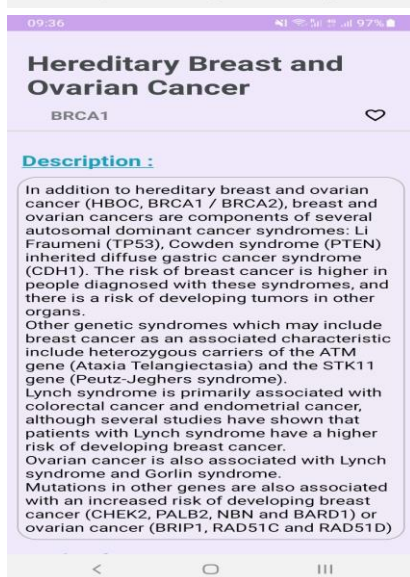 09:36
97%
Hereditary Breast and
Ovarian Cancer
BRCA1
Description :
In addition to hereditary breast and ovarian
cancer (HBOC, BRCA1 / BRCA2), breast and
ovarian cancers are components of several
autosomal dominant cancer syndromes: Li
Fraumeni (TP53), Cowden syndrome (PTEN)
inherited diffuse gastric cancer syndrome
(CDH1). The risk of breast cancer is higher in
people diagnosed with these syndromes, and
there is a risk of developing tumors in other
organs.
Other genetic syndromes which may include
breast cancer as an associated characteristic
include heterozygous carriers of the ATM
gene (Ataxia Telangiectasia) and the STK11
gene (Peutz-Jeghers syndrome).
Lynch syndrome is primarily associated with
colorectal cancer and endometrial cancer,
although several studies have shown that
patients with Lynch syndrome have a higher
risk of developing breast cancer.
Ovarian cancer is also associated with Lynch
syndrome and Gorlin syndrome.
Mutations in other genes are also associated
with an increased risk of developing breast
cancer (CHEK2, PALB2, NBN and BARD1) or
ovarian cancer (BRIP1, RAD51C and RAD51D)